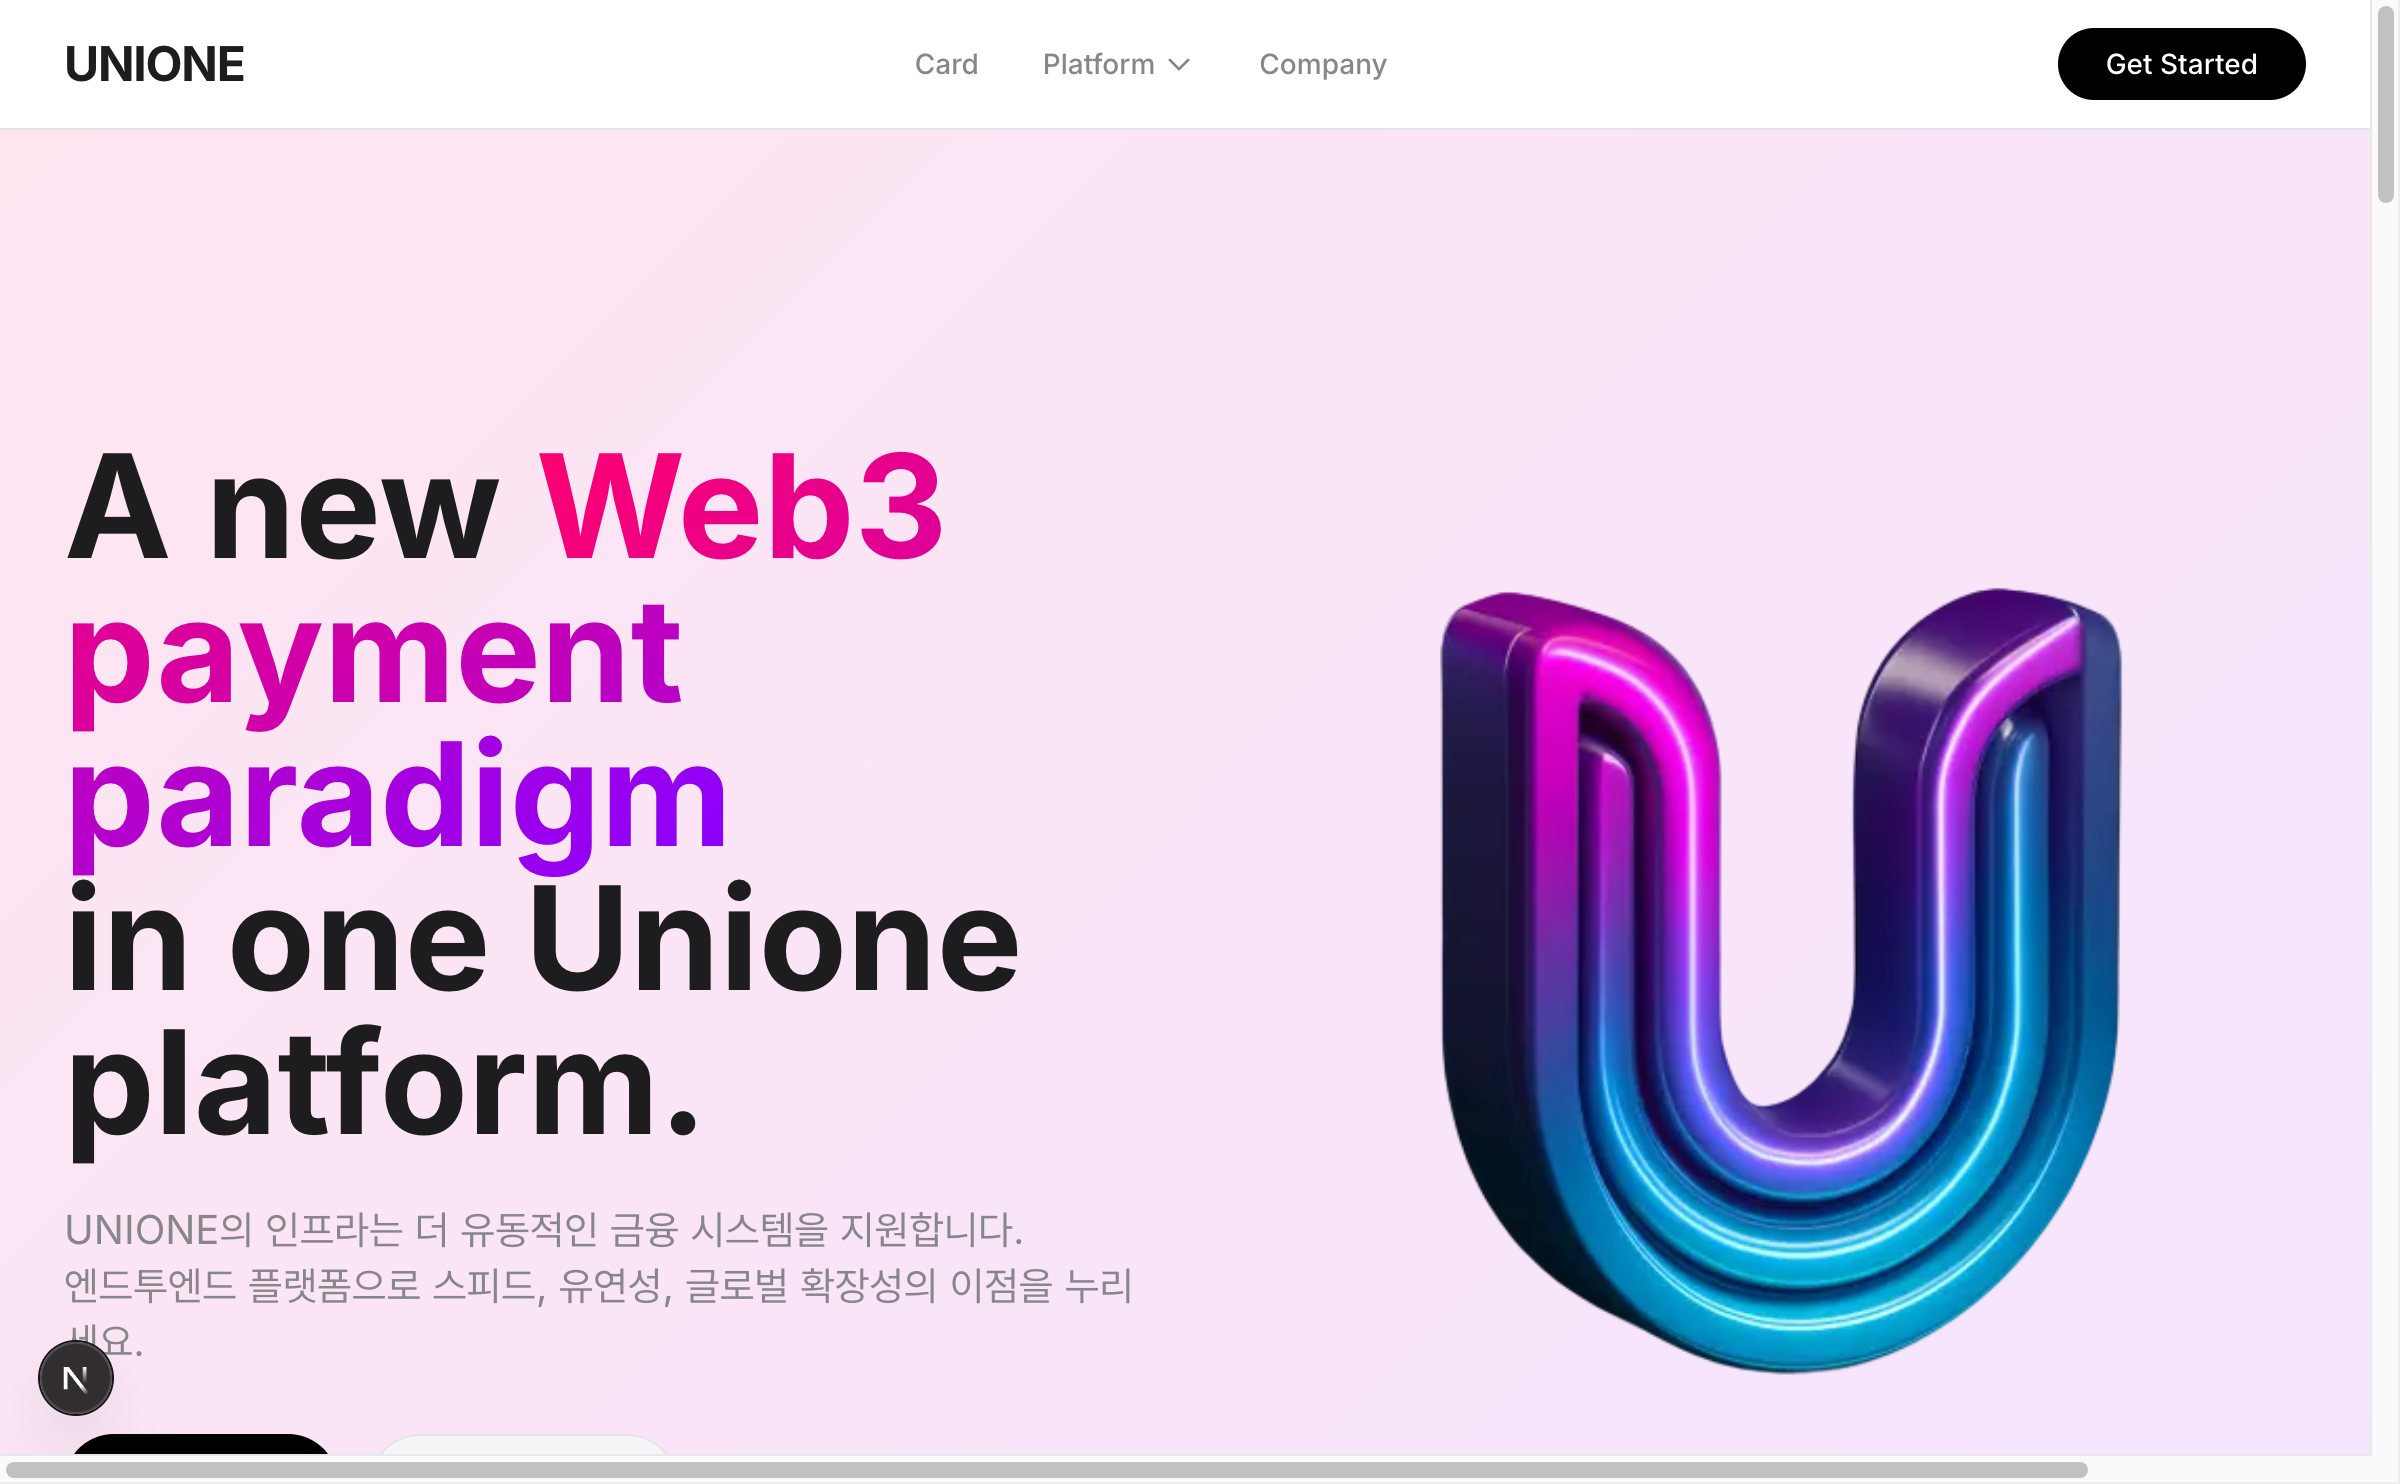 UNIONE
Card
Platform
Company
Get Started
A new Web3
payment
paradigm
in one Unione
platform.
UNIONE의 인프라는 더 유동적인 금융 시스템을 지원합니다.
엔드투엔드 플랫폼으로 스피드, 유연성, 글로벌 확장성의 이점을 누리
세요.
N